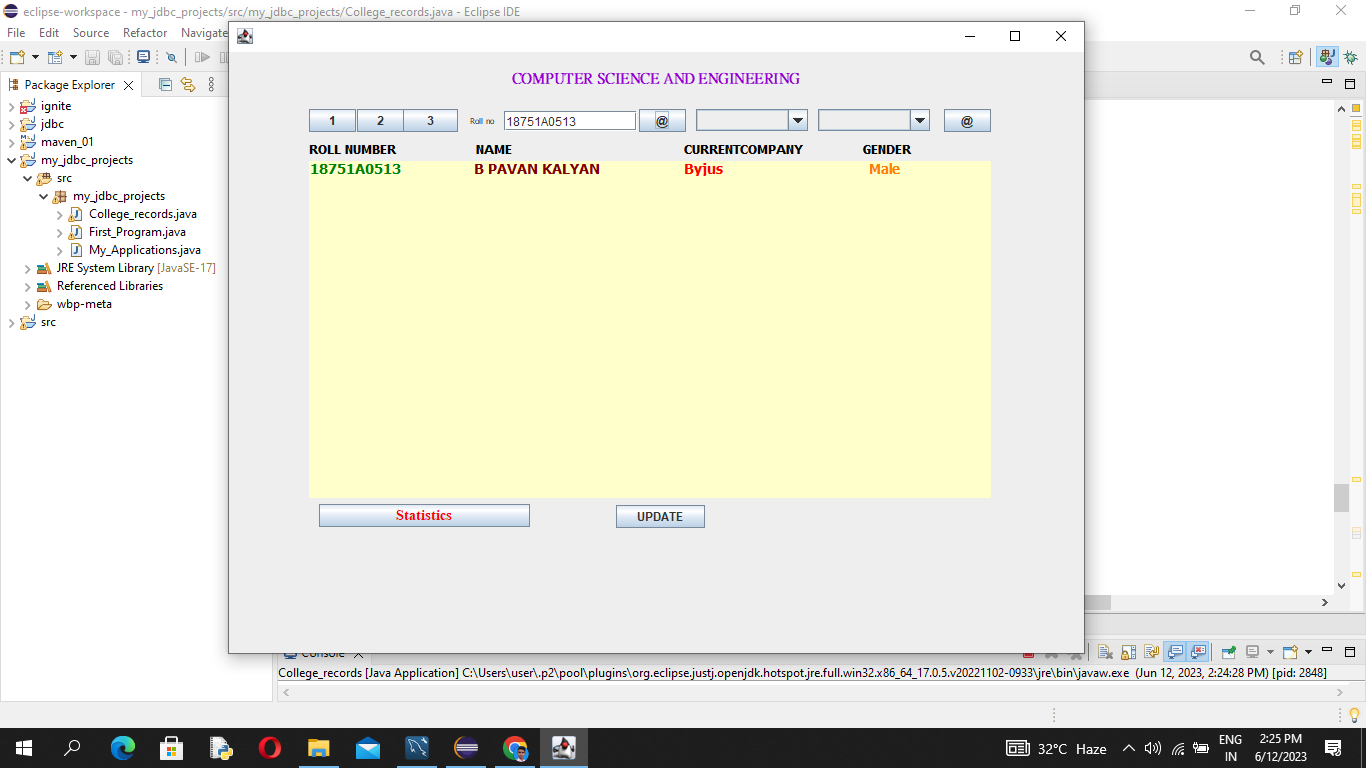 eclipse-workspace - my_jdbc_projects/src/my_jdbc_projects/College_records.java - Eclipse IDE
File Edit Source Refactor Navigate
Package Explorer
ignite
jdbc
maven_01
my_jdbc_projects
src
my_jdbc_projects
College_records.java
First_Program.java
My_Applications.java
JRE System Library [JavaSE-17]
Referenced Libraries
wbp-meta
src
COMPUTER SCIENCE AND ENGINEERING
1 2 3 Roll no 18751A0513 @ @
ROLL NUMBER NAME CURRENTCOMPANY GENDER
18751A0513 B PAVAN KALYAN Byjus Male
Statistics UPDATE
Console
College_records [Java Application] C:\Users\user\.p2\pool\plugins\org.eclipse.justj.openjdk.hotspot.jre.full.win32.x86_64_17.0.5.v20221102-0933\jre\bin\javaw.exe (Jun 12, 2023, 2:24:28 PM) [pid: 2848]
32°C Haze
ENG
IN
2:25 PM
6/12/2023